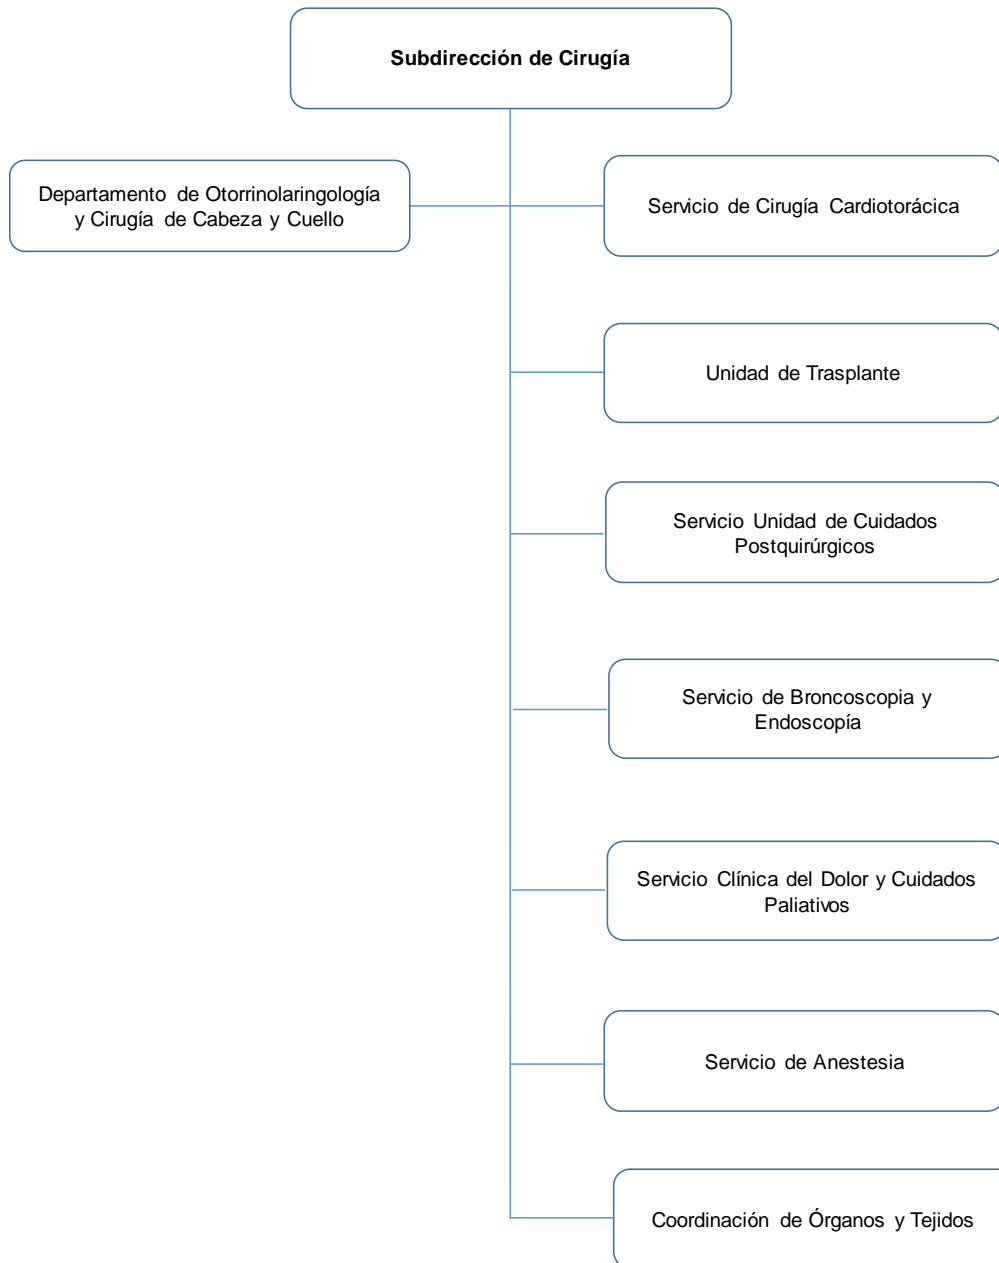 Subdirección de Cirugía
Departamento de Otorrinolaringología
y Cirugía de Cabeza y Cuello
Servicio de Cirugía Cardiotorácica
Unidad de Trasplante
Servicio Unidad de Cuidados
Postquirúrgicos
Servicio de Broncoscopia y
Endoscopía
Servicio Clínica del Dolor y Cuidados
Paliativos
Servicio de Anestesia
Coordinación de Órganos y Tejidos